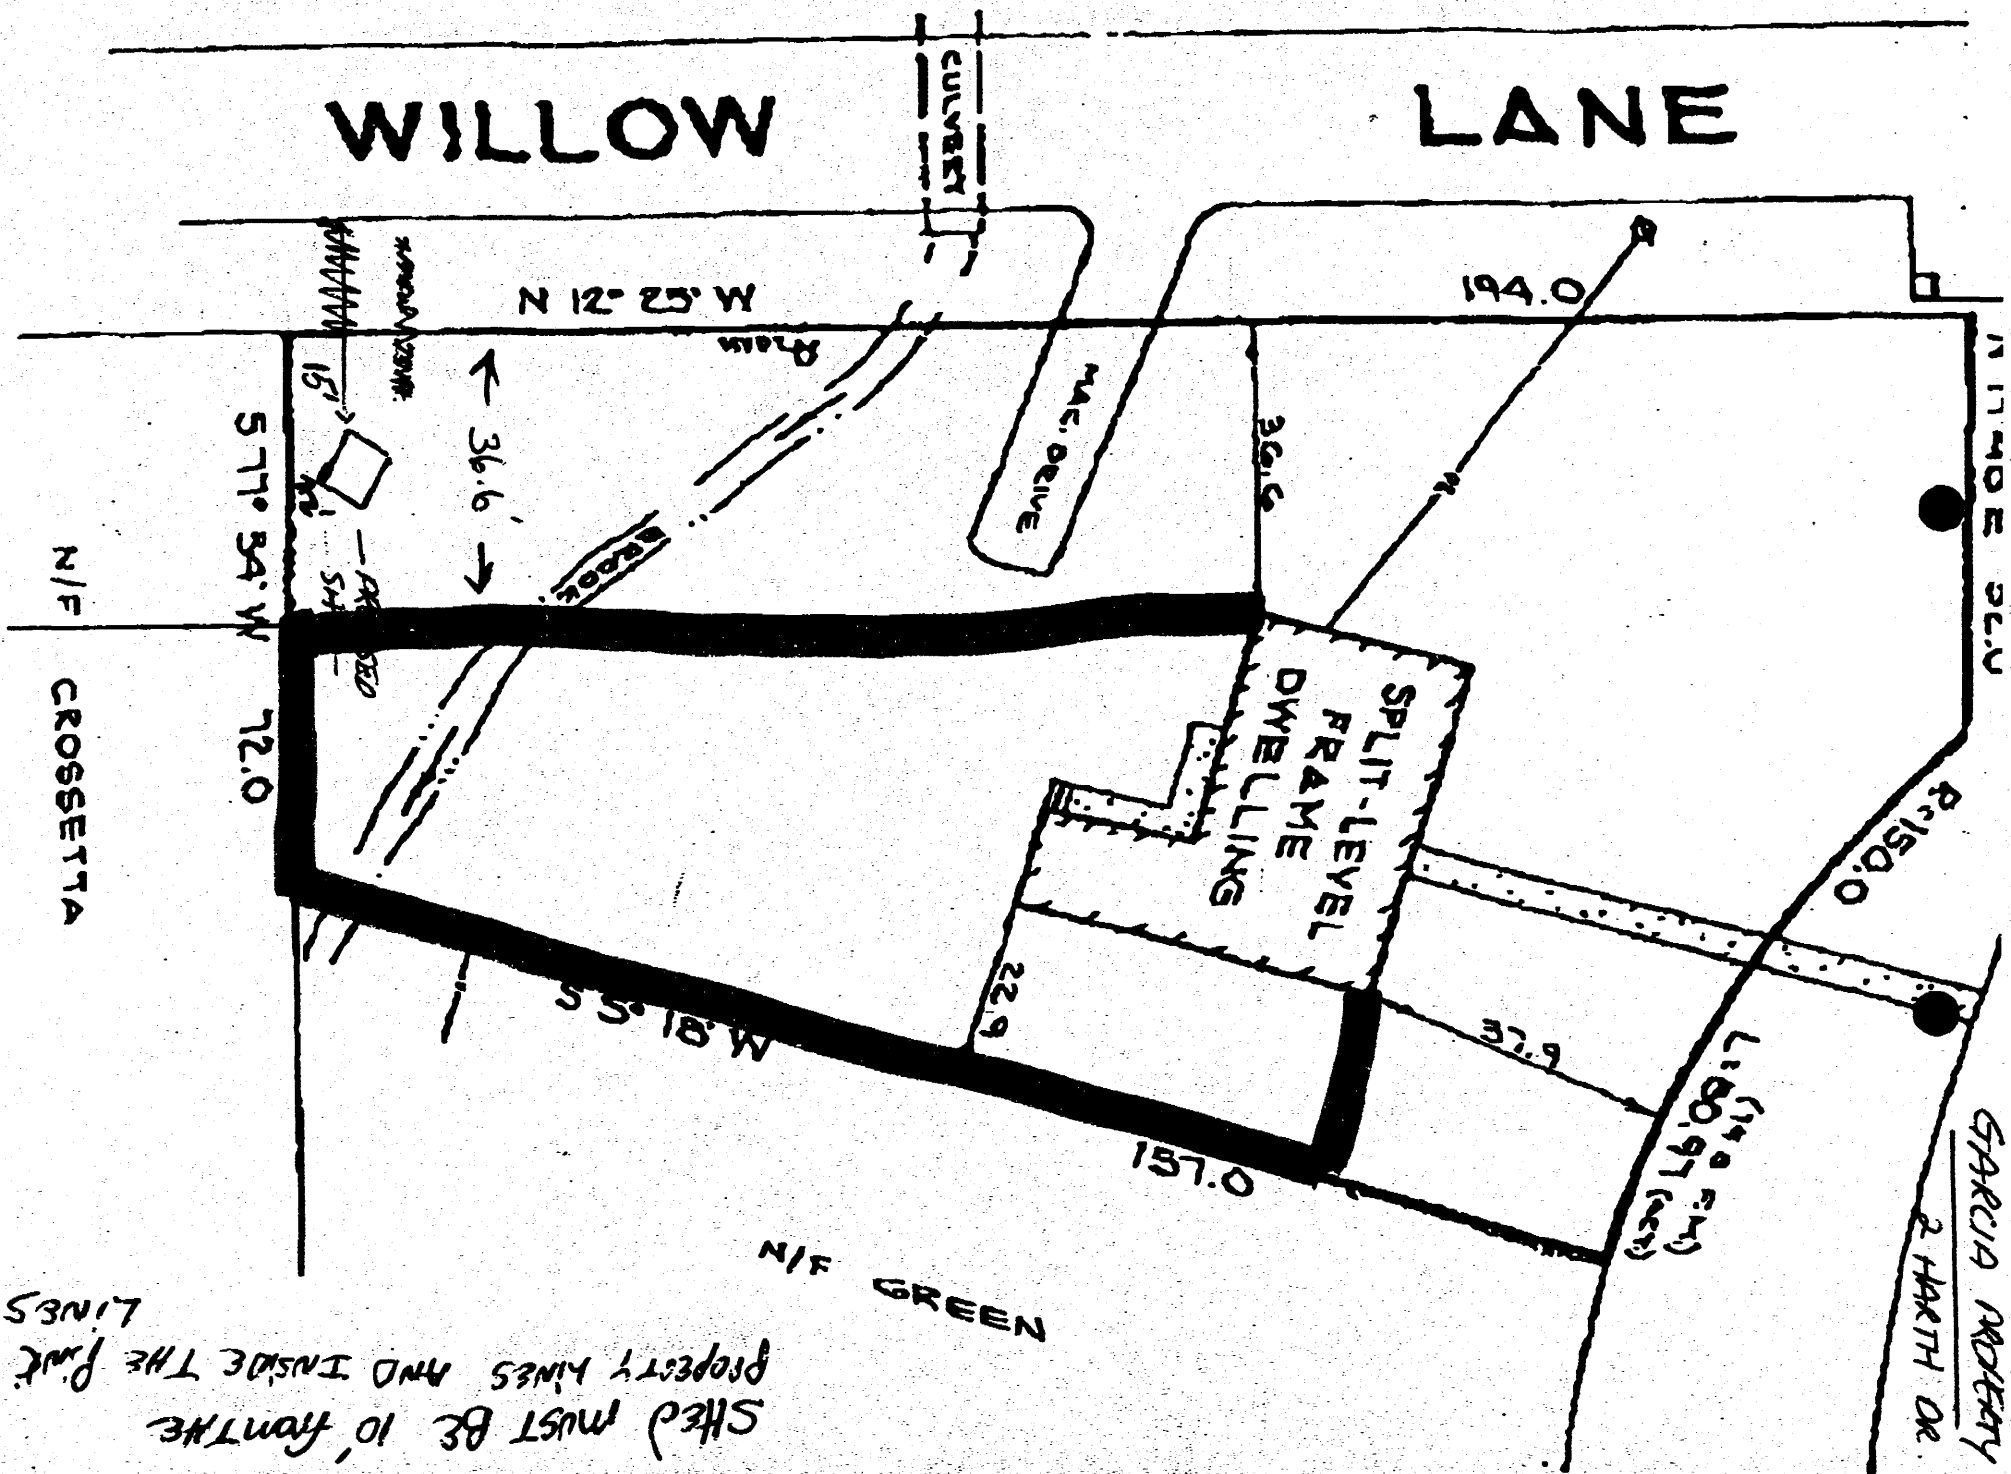 WILLOW LANE
CULVERT
N 12° 25' W
194.0
15'
36.6'
MAC. DRIVE
36.6
S 77° 34' W 72.0
N/F CROSSETTA
BROOK
SPLIT-LEVEL
FRAME
DWELLING
R=150.0
22.9
37.9
S 5° 18' W
157.0
N/F GREEN
GARCIA PROPERTY
2 HARTH DR.
SHED MUST BE 10' FROM THE
PROPERTY LINES AND INSIDE THE PINK
LINES